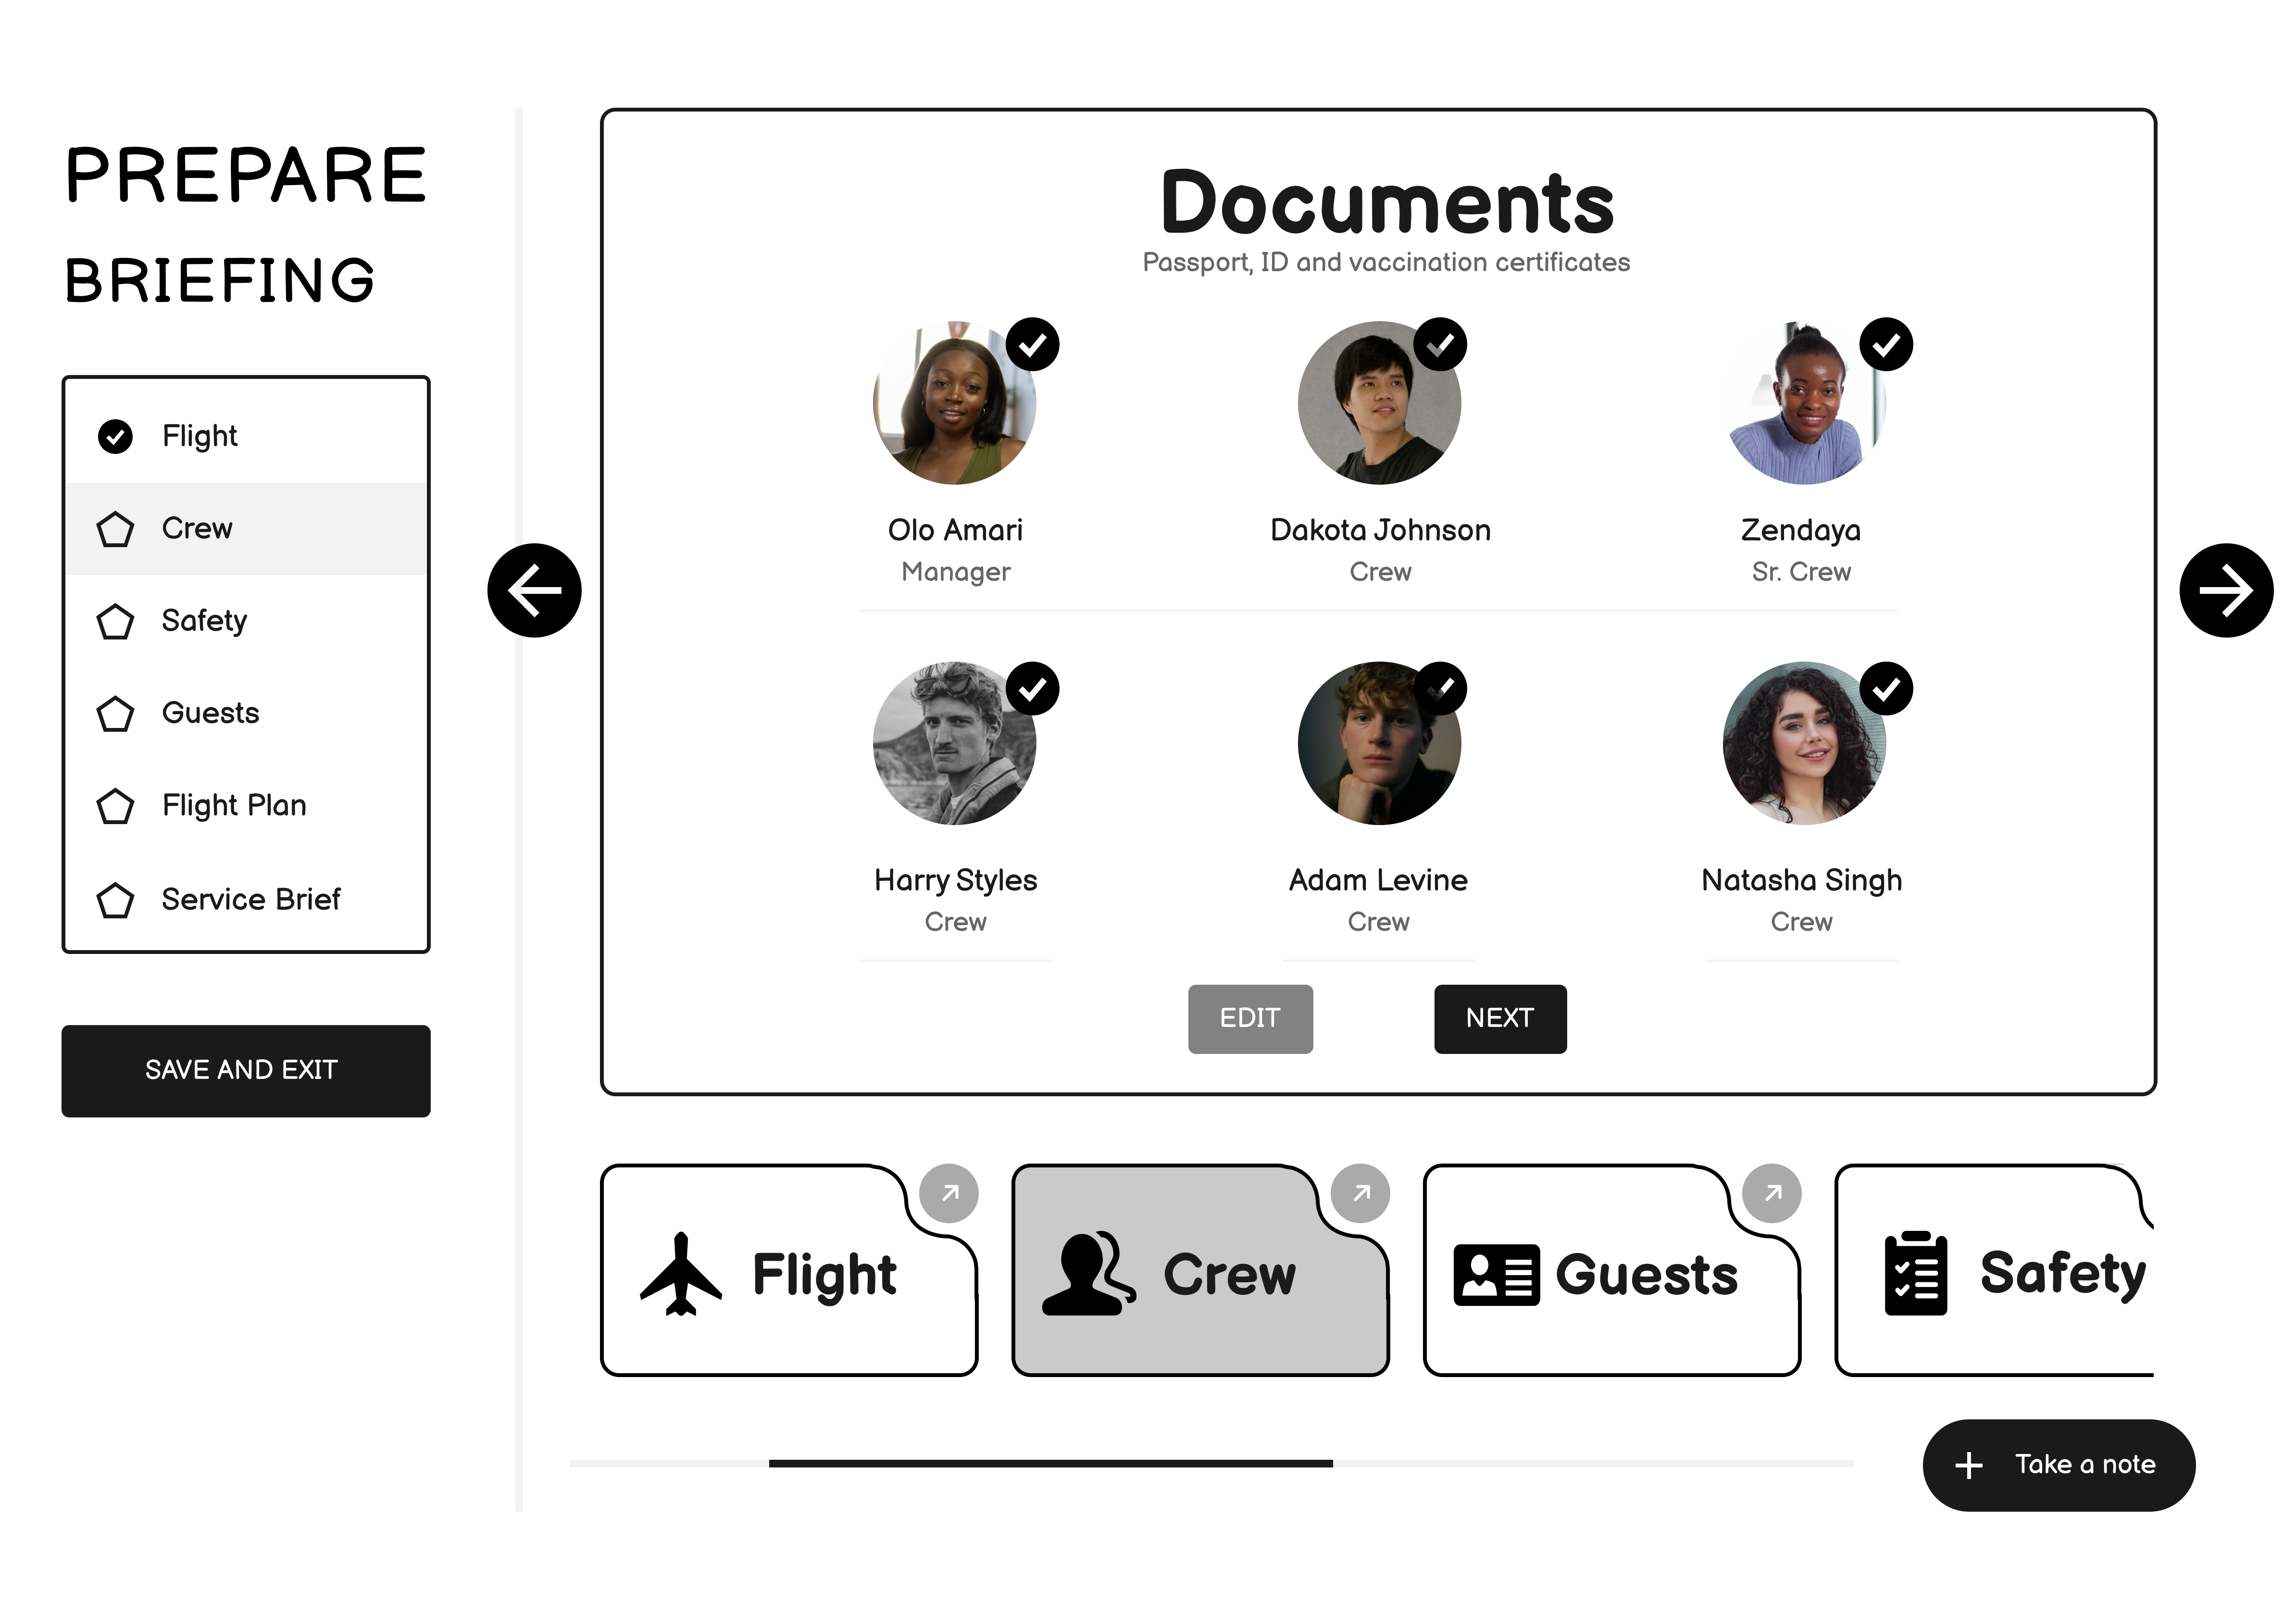 PREPARE
BRIEFING
Flight
Crew
Safety
Guests
Flight Plan
Service Brief
SAVE AND EXIT
Documents
Passport, ID and vaccination certificates
Olo Amari
Manager
Dakota Johnson
Crew
Zendaya
Sr. Crew
Harry Styles
Crew
Adam Levine
Crew
Natasha Singh
Crew
EDIT
NEXT
Flight
Crew
Guests
Safety
Take a note